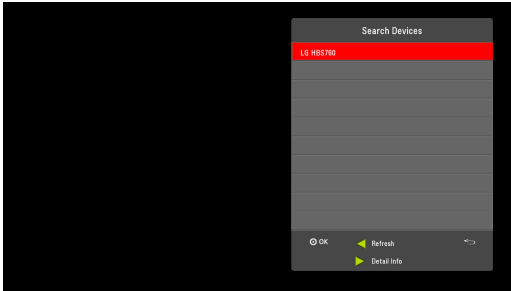 Search Devices
LG HBS760
OK
Refresh
Detail Info